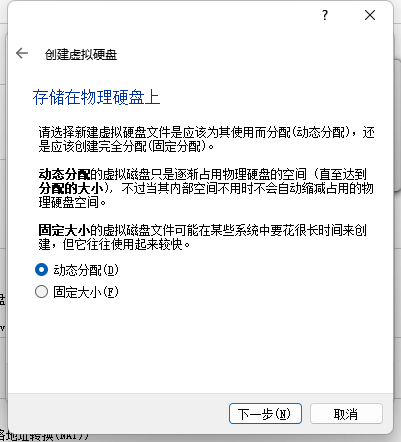 ?
创建虚拟硬盘
存储在物理硬盘上
请选择新建虚拟硬盘文件是应该为其使用而分配(动态分配)，还
是应该创建完全分配(固定分配)。
动态分配的虚拟磁盘只是逐渐占用物理硬盘的空间（直至达到
分配的大小），不过当其内部空间不用时不会自动缩减占用的物
理硬盘空间。
固定大小的虚拟磁盘文件可能在某些系统中要花很长时间来创
建，但它往往使用起来较快。
动态分配(D)
固定大小(F)
盘
v
下一步(N)
取消
络地址转换(NAT))